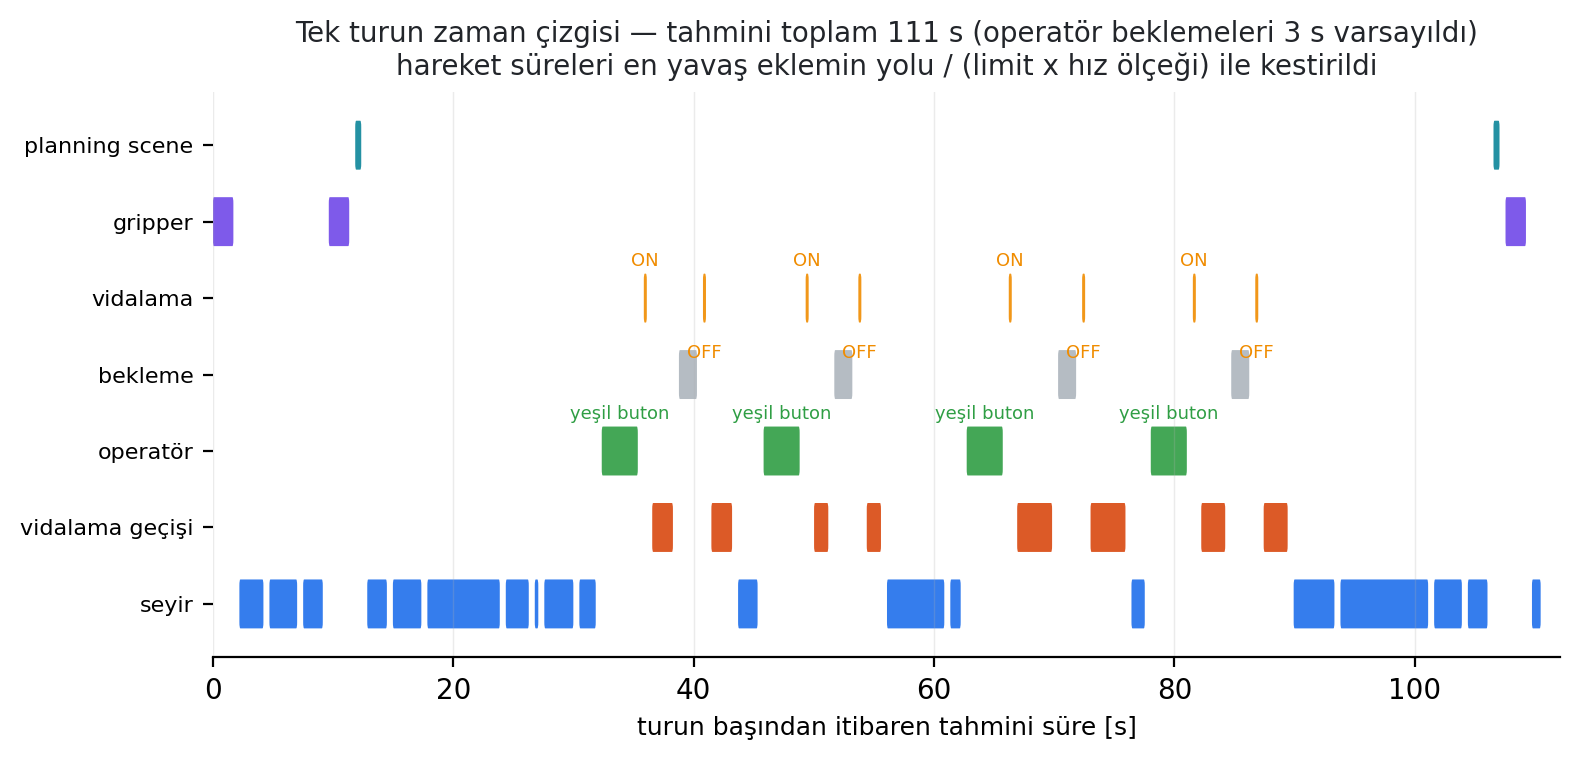 Tek turun zaman çizgisi — tahmini toplam 111 s (operatör beklemeleri 3 s varsayıldı)
hareket süreleri en yavaş eklemin yolu / (limit x hız ölçeği) ile kestirildi
planning scene
gripper
ON ON ON ON
vidalama
OFF OFF OFF OFF
bekleme
yeşil buton yeşil buton yeşil buton yeşil buton
operatör
vidalama geçişi
seyir
0 20 40 60 80 100
turun başından itibaren tahmini süre [s]